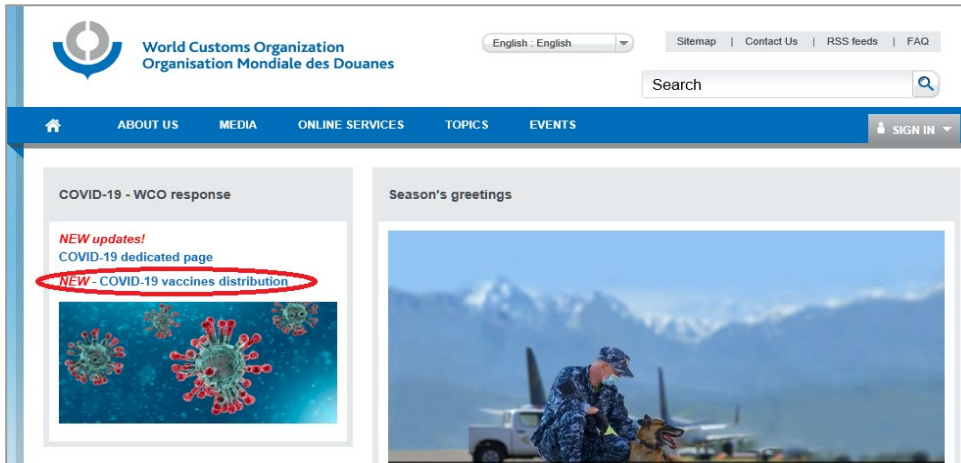 World Customs Organization
Organisation Mondiale des Douanes
English : English
Sitemap | Contact Us | RSS feeds | FAQ
Search
ABOUT US MEDIA ONLINE SERVICES TOPICS EVENTS
SIGN IN
COVID-19 - WCO response
NEW updates!
COVID-19 dedicated page
NEW - COVID-19 vaccines distribution
Season's greetings